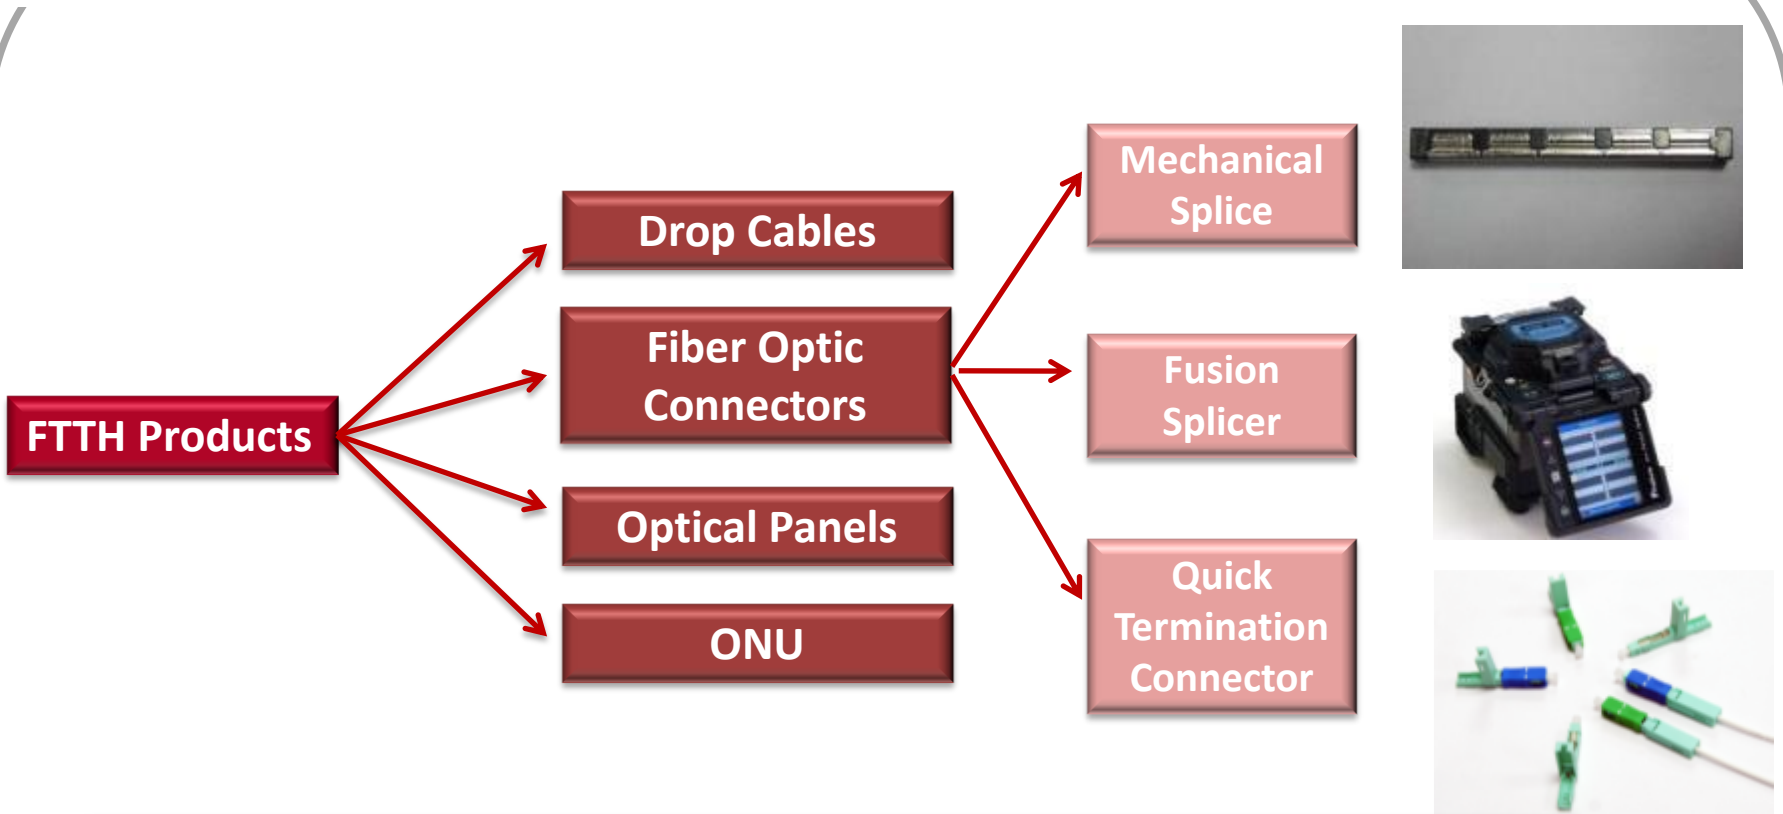 FTTH Products
Drop Cables
Fiber Optic
Connectors
Optical Panels
ONU
Mechanical
Splice
Fusion
Splicer
Quick
Termination
Connector